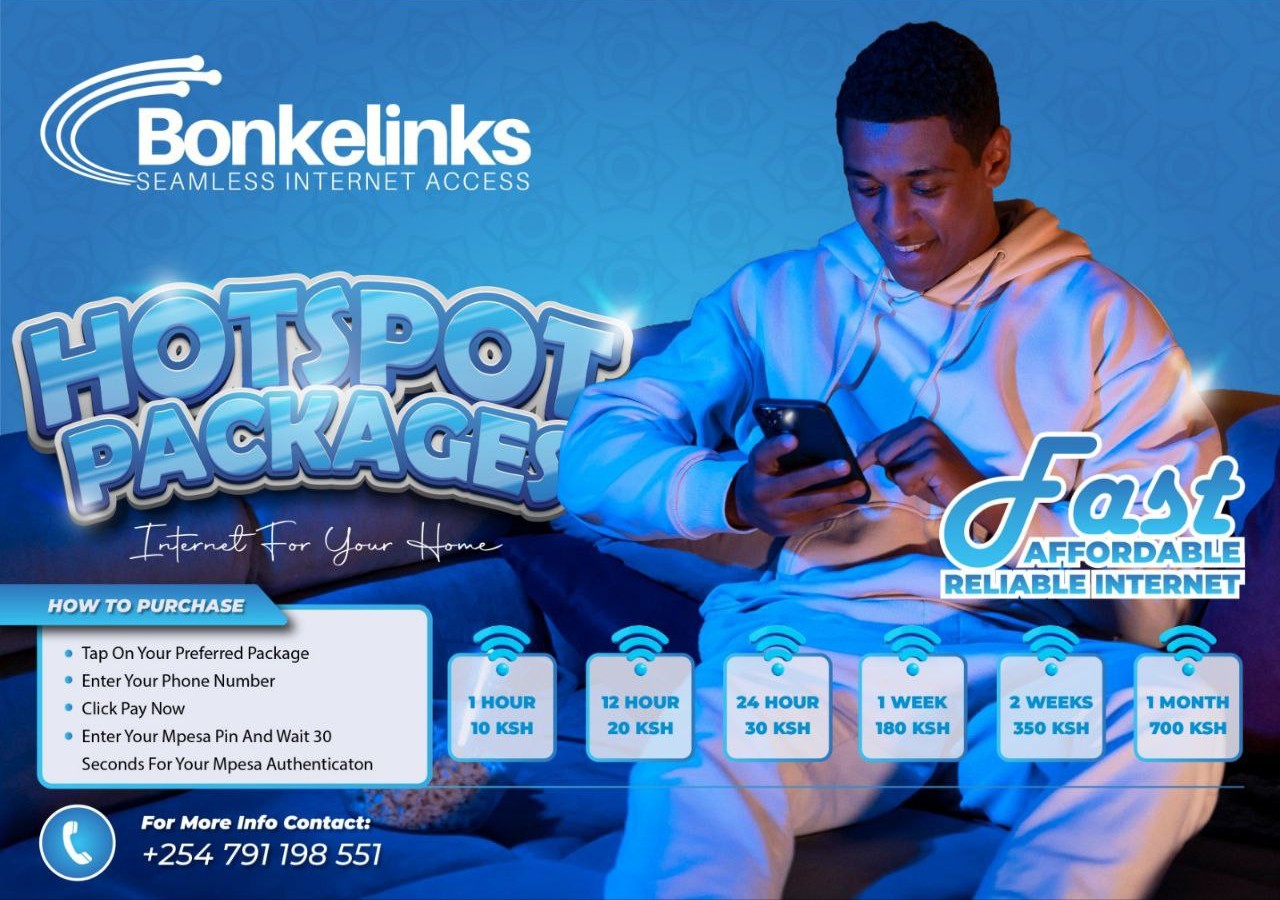 Bonkelinks
SEAMLESS INTERNET ACCESS
HOTSPOT
PACKAGES
Internet For Your Home
Fast
AFFORDABLE
RELIABLE INTERNET
HOW TO PURCHASE
• Tap On Your Preferred Package
• Enter Your Phone Number
• Click Pay Now
• Enter Your Mpesa Pin And Wait 30
Seconds For Your Mpesa Authenticaton
1 HOUR
10 KSH
12 HOUR
20 KSH
24 HOUR
30 KSH
1 WEEK
180 KSH
2 WEEKS
350 KSH
1 MONTH
700 KSH
For More Info Contact:
+254 791 198 551